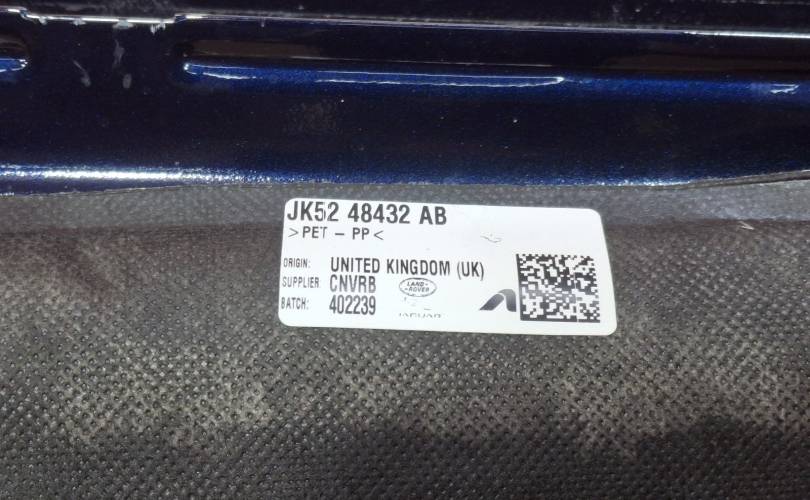 JK52 48432 AB
>PET - PP<
ORIGIN: UNITED KINGDOM (UK)
SUPPLIER CNVRB
BATCH: 402239
LAND-
-ROVER
JAGUAR